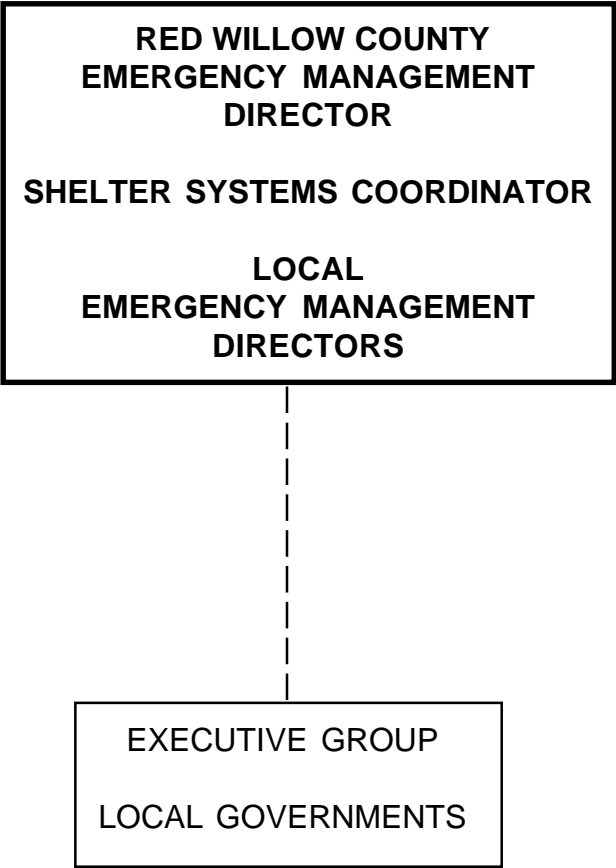 RED WILLOW COUNTY
EMERGENCY MANAGEMENT
DIRECTOR
SHELTER SYSTEMS COORDINATOR
LOCAL
EMERGENCY MANAGEMENT
DIRECTORS
EXECUTIVE GROUP
LOCAL GOVERNMENTS